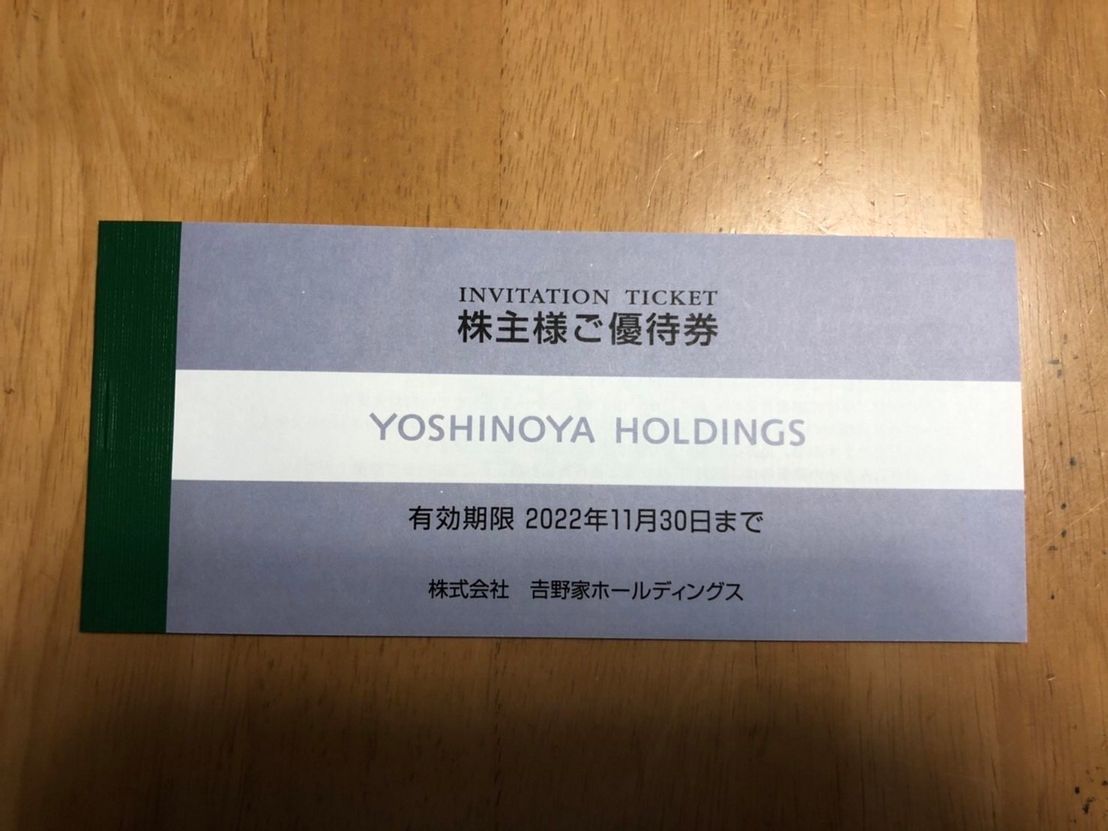 INVITATION TICKET
株主様ご優待券
YOSHINOYA HOLDINGS
有効期限 2022年11月30日まで
株式会社 𠮷野家ホールディングス